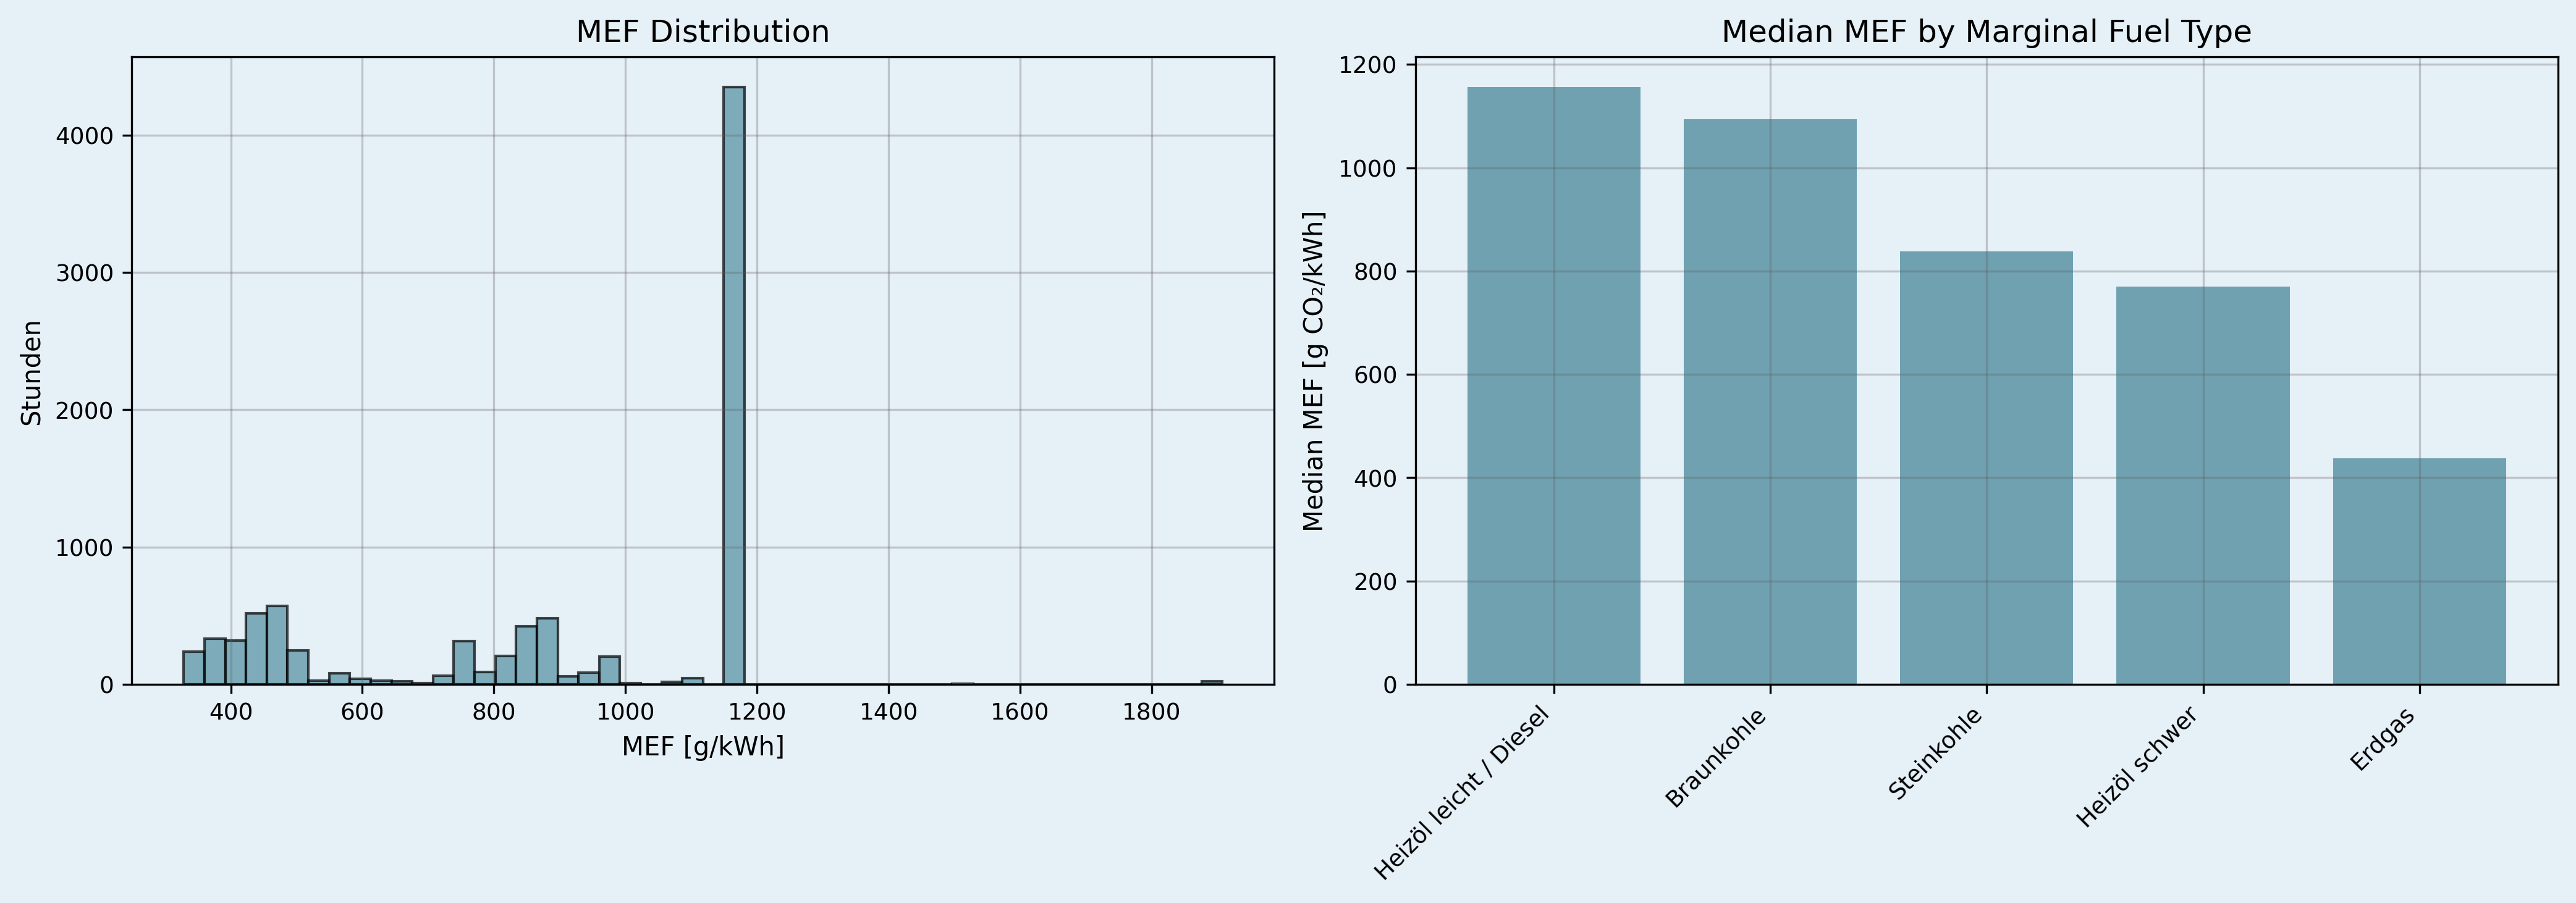 MEF Distribution
Stunden
4000
3000
2000
1000
0
400 600 800 1000 1200 1400 1600 1800
MEF [g/kWh]
Median MEF by Marginal Fuel Type
Median MEF [g CO₂/kWh]
1200
1000
800
600
400
200
0
Heizöl leicht / Diesel
Braunkohle
Steinkohle
Heizöl schwer
Erdgas